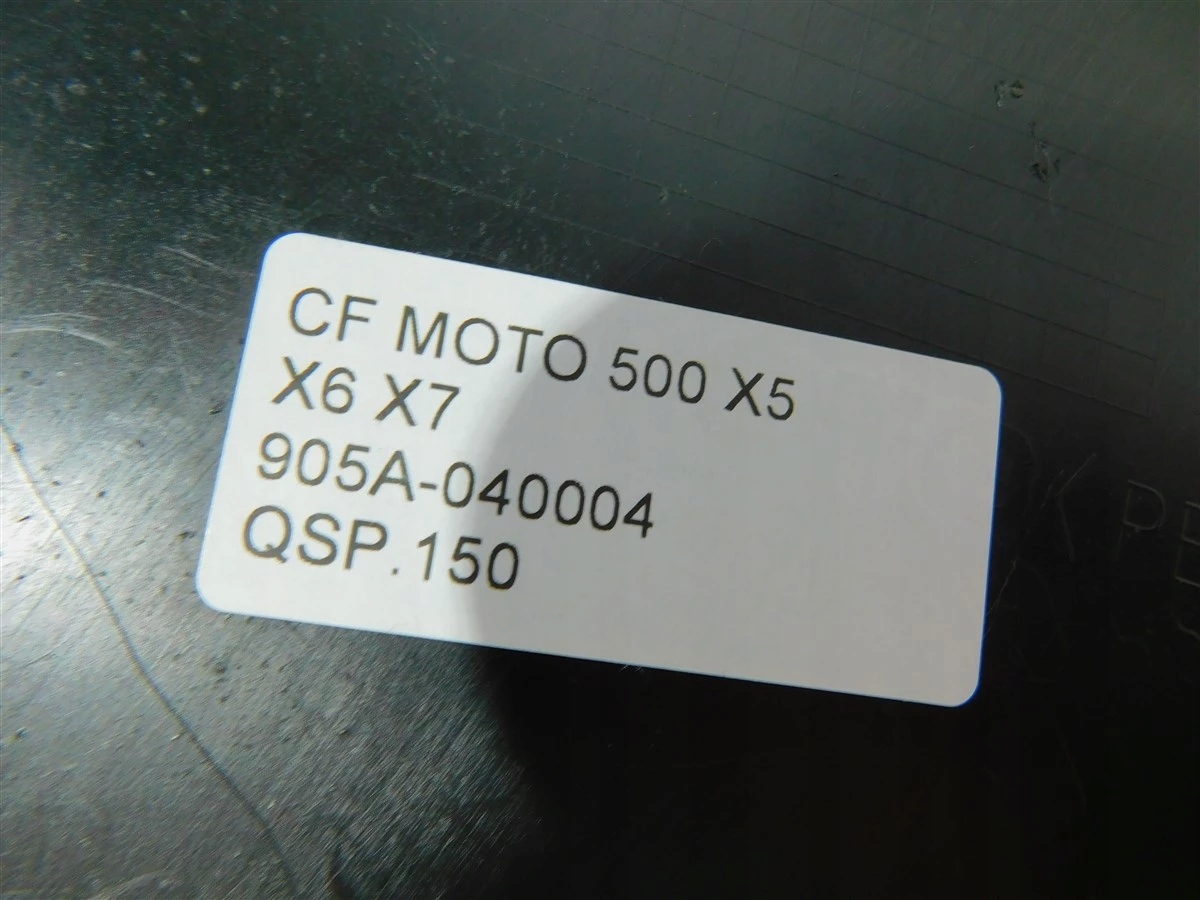 CF MOTO 500 X5
X6 X7
905A-040004
QSP.150